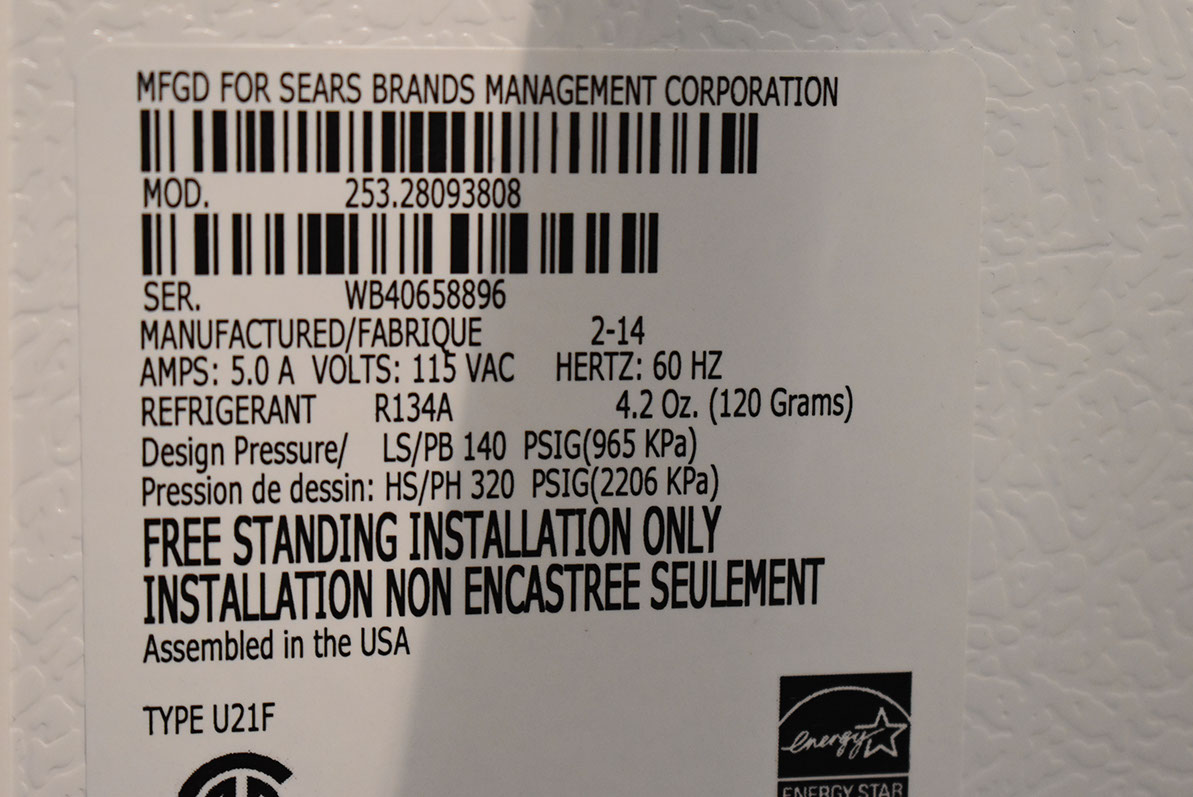 MFGD FOR SEARS BRANDS MANAGEMENT CORPORATION
MOD. 253.28093808
SER. WB40658896
MANUFACTURED/FABRIQUE 2-14
AMPS: 5.0 A VOLTS: 115 VAC HERTZ: 60 HZ
REFRIGERANT R134A 4.2 Oz. (120 Grams)
Design Pressure/ LS/PB 140 PSIG(965 KPa)
Pression de dessin: HS/PH 320 PSIG(2206 KPa)
FREE STANDING INSTALLATION ONLY
INSTALLATION NON ENCASTREE SEULEMENT
Assembled in the USA
TYPE U21F
energy
ENERGY STAR